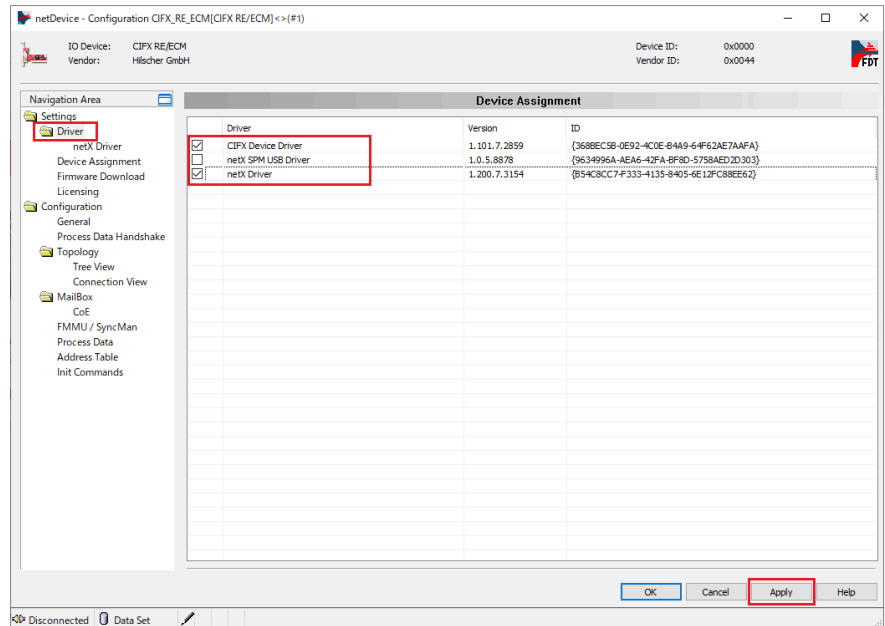 netDevice - Configuration CIFX_RE_ECM[CIFX RE/ECM]<>(#1)
IO Device: CIFX RE/ECM Device ID: 0x0000
Vendor: Hilscher GmbH Vendor ID: 0x0044
FDT
Navigation Area
Device Assignment
Settings
Driver
netX Driver
Device Assignment
Firmware Download
Licensing
Configuration
General
Process Data Handshake
Topology
Tree View
Connection View
MailBox
CoE
FMMU / SyncMan
Process Data
Address Table
Init Commands
Driver Version ID
CIFX Device Driver 1.101.7.2859 {368BEC5B-0E92-4C0E-B4A9-64F62AE7AAFA}
netX SPM USB Driver 1.0.5.8878 {9634996A-AEA6-42FA-BF8D-5758AED2D303}
netX Driver 1.200.7.3154 {B54C8CC7-F333-4135-8405-6E12FC88EE62}
OK Cancel Apply Help
Disconnected Data Set